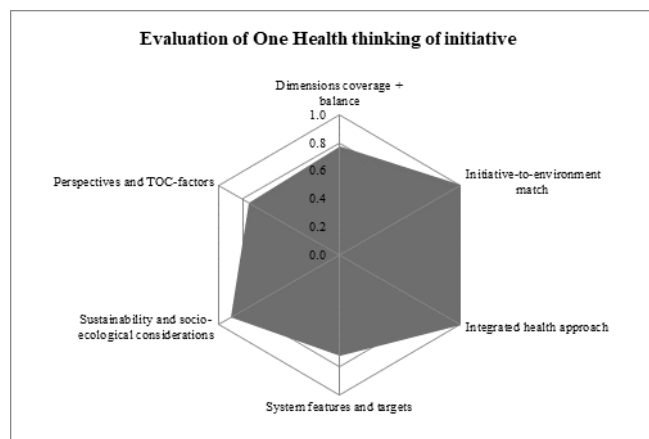 Evaluation of One Health thinking of initiative
Dimensions coverage +
balance
1.0
0.8
0.6
0.4
0.2
0.0
Initiative-to-environment
match
Integrated health approach
System features and targets
Sustainability and socio-
ecological considerations
Perspectives and TOC-factors